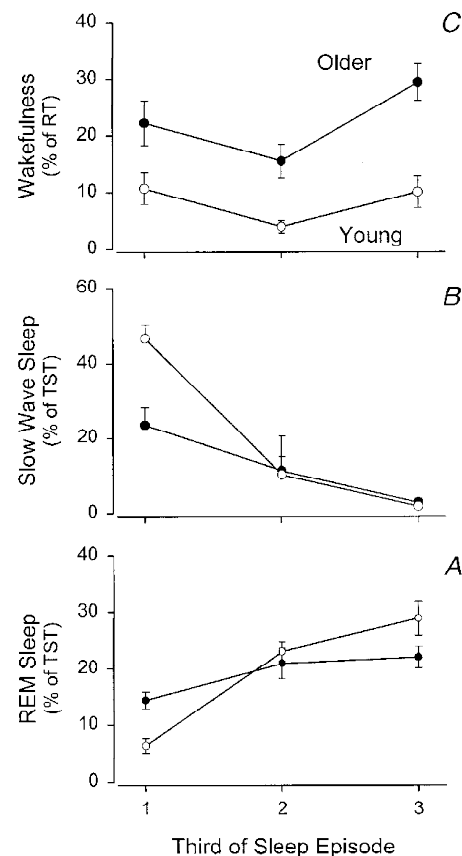 C
Wakefulness
(% of RT)
40
30
20
10
0
Older
Young
B
Slow Wave Sleep
(% of TST)
60
40
20
0
A
REM Sleep
(% of TST)
40
30
20
10
0
1 2 3
Third of Sleep Episode